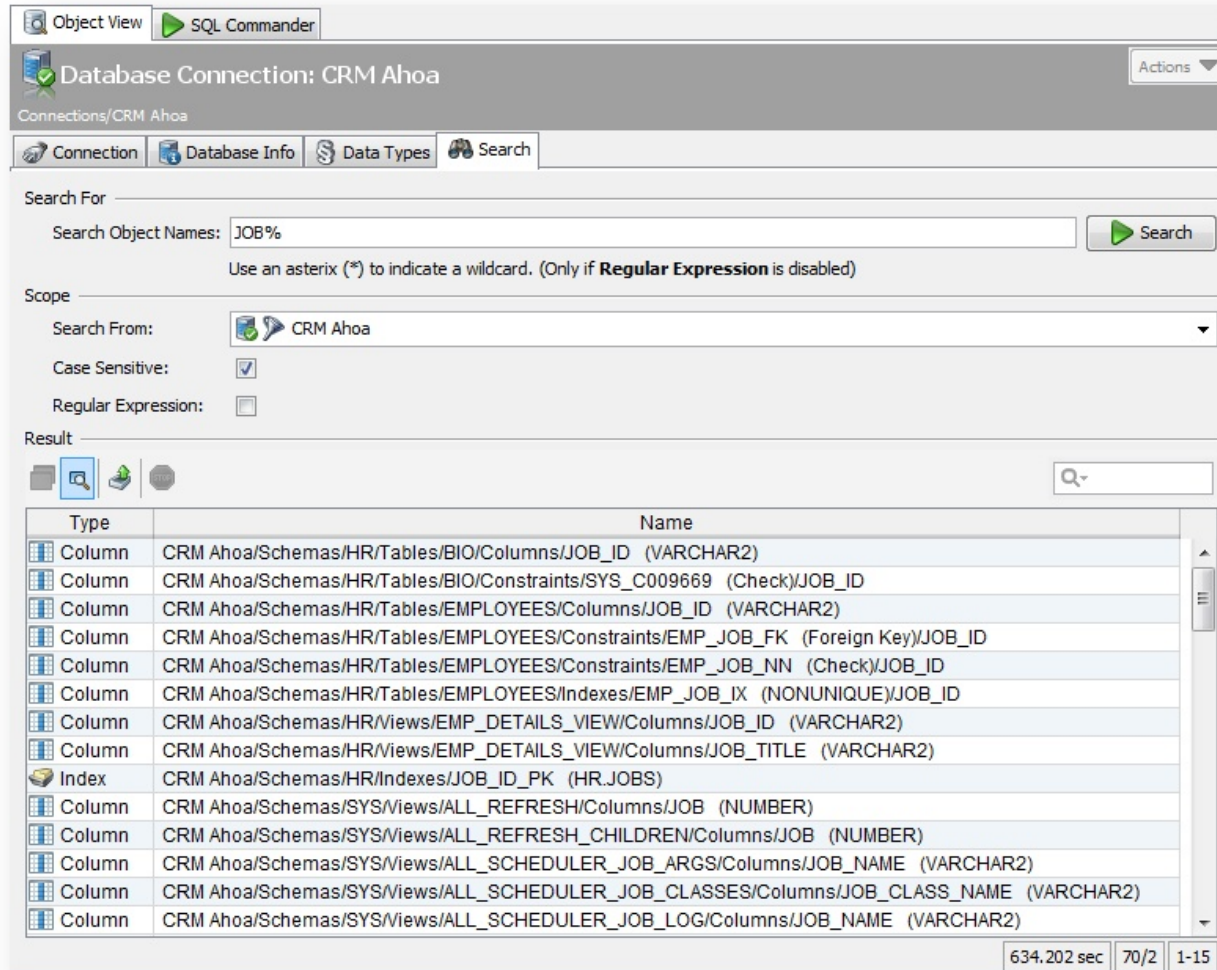 Object View SQL Commander
Database Connection: CRM Ahoa Actions
Connections/CRM Ahoa
Connection Database Info Data Types Search
Search For
Search Object Names: JOB% Search
Use an asterix (*) to indicate a wildcard. (Only if Regular Expression is disabled)
Scope
Search From: CRM Ahoa
Case Sensitive:
Regular Expression:
Result
Type Name
Column CRM Ahoa/Schemas/HR/Tables/BIO/Columns/JOB_ID (VARCHAR2)
Column CRM Ahoa/Schemas/HR/Tables/BIO/Constraints/SYS_C009669 (Check)/JOB_ID
Column CRM Ahoa/Schemas/HR/Tables/EMPLOYEES/Columns/JOB_ID (VARCHAR2)
Column CRM Ahoa/Schemas/HR/Tables/EMPLOYEES/Constraints/EMP_JOB_FK (Foreign Key)/JOB_ID
Column CRM Ahoa/Schemas/HR/Tables/EMPLOYEES/Constraints/EMP_JOB_NN (Check)/JOB_ID
Column CRM Ahoa/Schemas/HR/Tables/EMPLOYEES/Indexes/EMP_JOB_IX (NONUNIQUE)/JOB_ID
Column CRM Ahoa/Schemas/HR/Views/EMP_DETAILS_VIEW/Columns/JOB_ID (VARCHAR2)
Column CRM Ahoa/Schemas/HR/Views/EMP_DETAILS_VIEW/Columns/JOB_TITLE (VARCHAR2)
Index CRM Ahoa/Schemas/HR/Indexes/JOB_ID_PK (HR.JOBS)
Column CRM Ahoa/Schemas/SYS/Views/ALL_REFRESH/Columns/JOB (NUMBER)
Column CRM Ahoa/Schemas/SYS/Views/ALL_REFRESH_CHILDREN/Columns/JOB (NUMBER)
Column CRM Ahoa/Schemas/SYS/Views/ALL_SCHEDULER_JOB_ARGS/Columns/JOB_NAME (VARCHAR2)
Column CRM Ahoa/Schemas/SYS/Views/ALL_SCHEDULER_JOB_CLASSES/Columns/JOB_CLASS_NAME (VARCHAR2)
Column CRM Ahoa/Schemas/SYS/Views/ALL_SCHEDULER_JOB_LOG/Columns/JOB_NAME (VARCHAR2)
634.202 sec 70/2 1-15